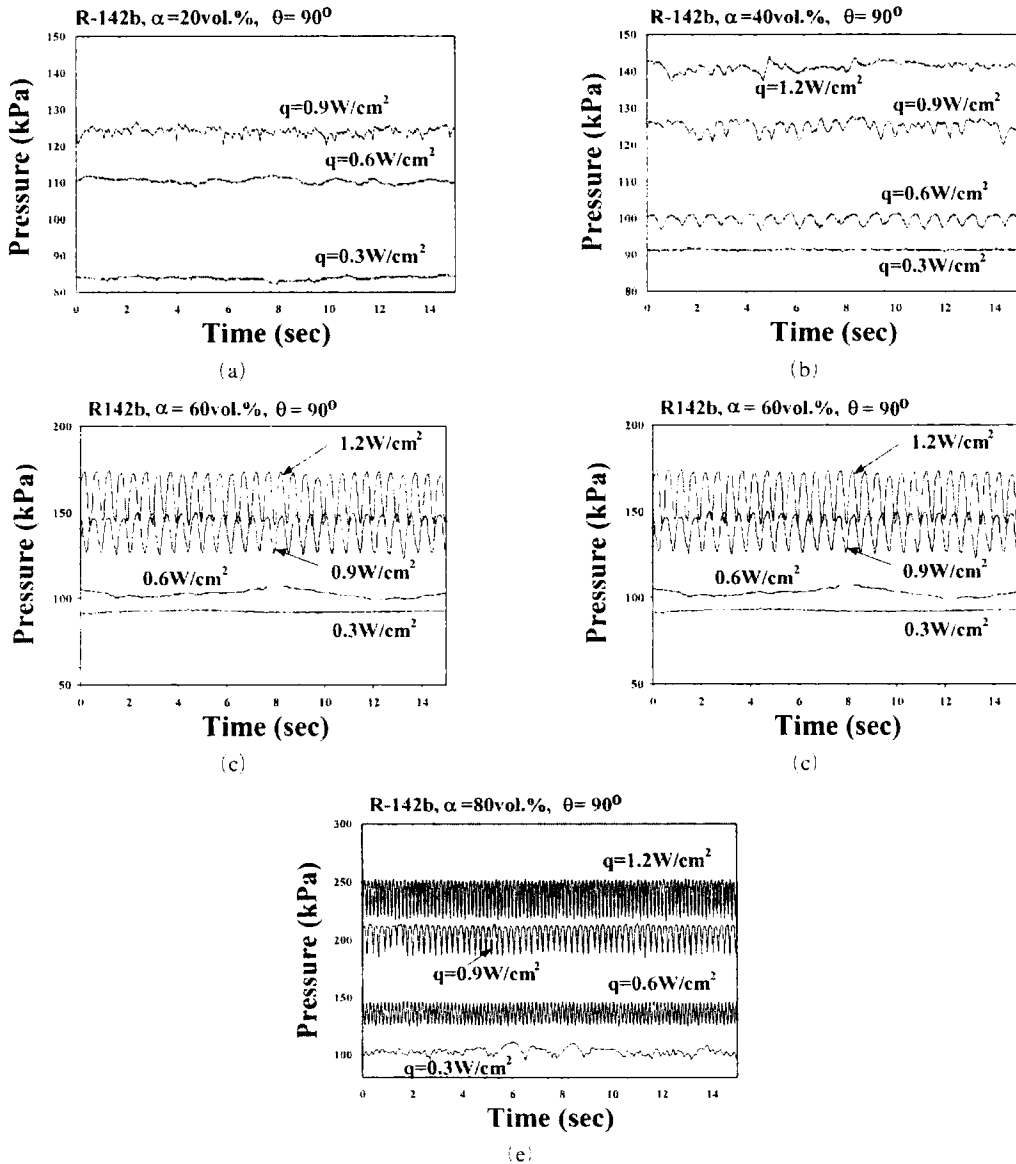 R-142b, α =20vol.%, θ= 90⁰
Pressure (kPa)
150
140
130
120
110
100
90
80
q=0.9W/cm²
q=0.6W/cm²
q=0.3W/cm²
0 2 4 6 8 10 12 14
Time (sec)
(a)
R-142b, α =40vol.%, θ= 90⁰
Pressure (kPa)
150
140
130
120
110
100
90
80
q=1.2W/cm²
q=0.9W/cm²
q=0.6W/cm²
q=0.3W/cm²
0 2 4 6 8 10 12 14
Time (sec)
(b)
R142b, α = 60vol.%, θ = 90⁰
Pressure (kPa)
200
150
100
50
1.2W/cm²
0.9W/cm²
0.6W/cm²
0.3W/cm²
0 2 4 6 8 10 12 14
Time (sec)
(c)
R142b, α = 60vol.%, θ = 90⁰
Pressure (kPa)
200
150
100
50
1.2W/cm²
0.9W/cm²
0.6W/cm²
0.3W/cm²
0 2 4 6 8 10 12 14
Time (sec)
(c)
R-142b, α =80vol.%, θ= 90⁰
Pressure (kPa)
300
250
200
150
100
q=1.2W/cm²
q=0.9W/cm²
q=0.6W/cm²
q=0.3W/cm²
0 2 4 6 8 10 12 14
Time (sec)
(e)